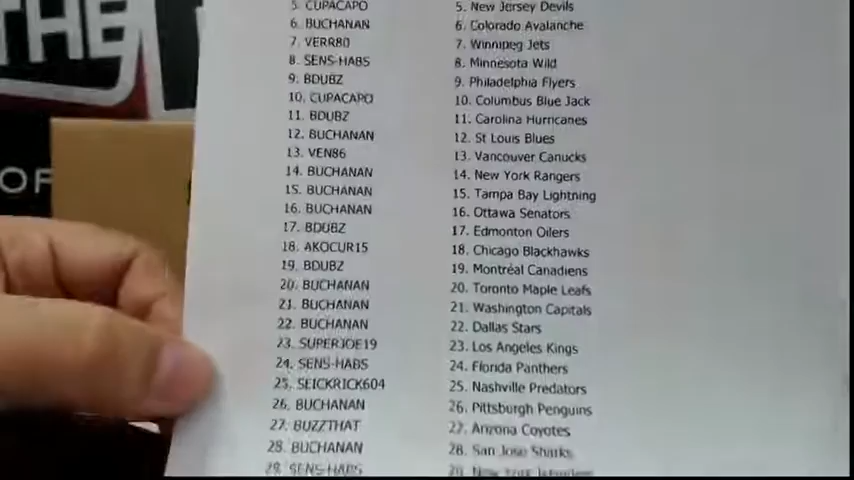 THE
OF
5. CUPACAPO 5. New Jersey Devils
6. BUCHANAN 6. Colorado Avalanche
7. VERR80 7. Winnipeg Jets
8. SENS-HABS 8. Minnesota Wild
9. BDUBZ 9. Philadelphia Flyers
10. CUPACAPO 10. Columbus Blue Jack
11. BDUBZ 11. Carolina Hurricanes
12. BUCHANAN 12. St Louis Blues
13. VEN86 13. Vancouver Canucks
14. BUCHANAN 14. New York Rangers
15. BUCHANAN 15. Tampa Bay Lightning
16. BUCHANAN 16. Ottawa Senators
17. BDUBZ 17. Edmonton Oilers
18. AKOCUR15 18. Chicago Blackhawks
19. BDUBZ 19. Montréal Canadiens
20. BUCHANAN 20. Toronto Maple Leafs
21. BUCHANAN 21. Washington Capitals
22. BUCHANAN 22. Dallas Stars
23. SUPERJOE19 23. Los Angeles Kings
24. SENS-HABS 24. Florida Panthers
25. SEICKRICK604 25. Nashville Predators
26. BUCHANAN 26. Pittsburgh Penguins
27. BUZZTHAT 27. Arizona Coyotes
28. BUCHANAN 28. San Jose Sharks
29. SENS-HABS 29. New York Islanders